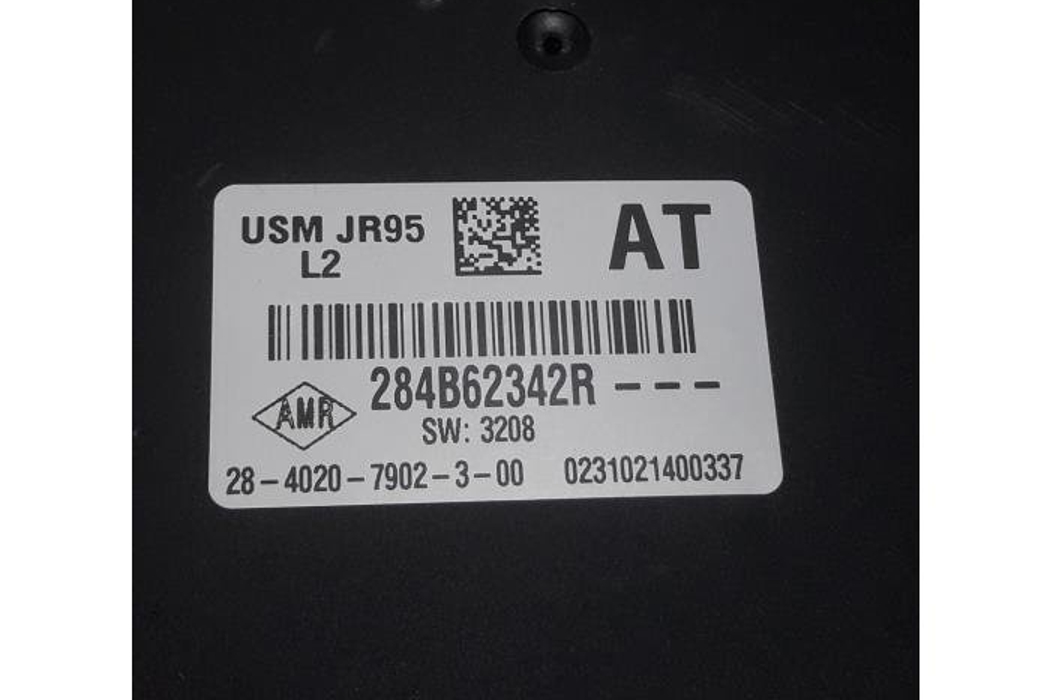 USM JR95
L2
AT
284B62342R ---
AMR
SW: 3208
28-4020-7902-3-00 0231021400337